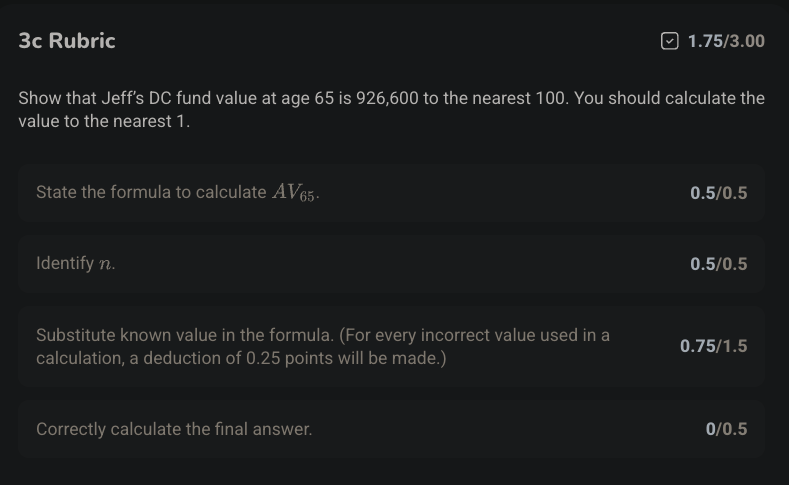 3c Rubric 1.75/3.00
Show that Jeff’s DC fund value at age 65 is 926,600 to the nearest 100. You should calculate the
value to the nearest 1.
State the formula to calculate AV₆₅. 0.5/0.5
Identify n. 0.5/0.5
Substitute known value in the formula. (For every incorrect value used in a
calculation, a deduction of 0.25 points will be made.) 0.75/1.5
Correctly calculate the final answer. 0/0.5